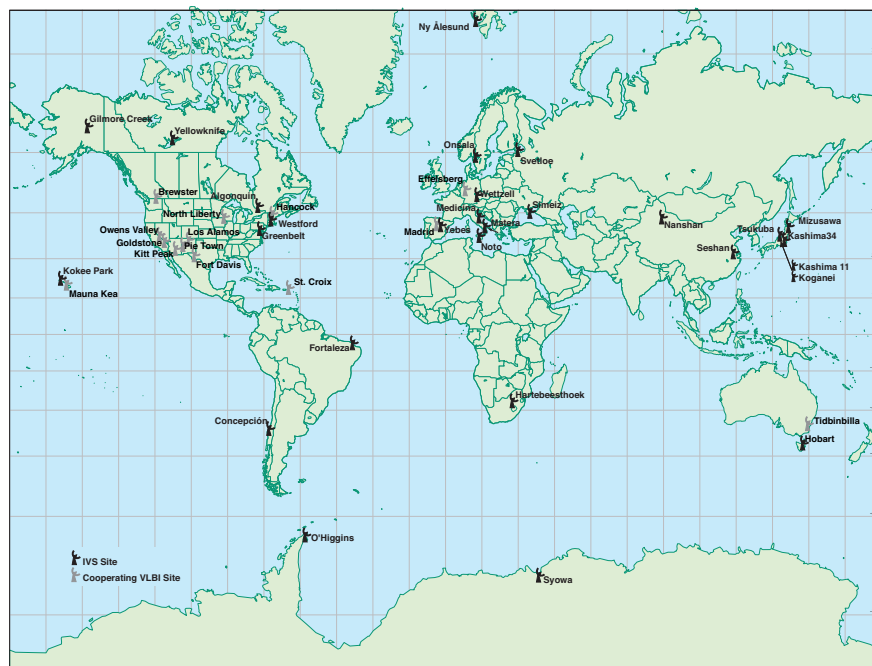 Ny Ålesund
Gilmore Creek
Yellowknife
Onsala
Svetloe
Effelsberg
Wettzell
Brewster
Algonquin
Hancock
North Liberty
Westford
Medicina
Simeiz
Nanshan
Mizusawa
Owens Valley
Los Alamos
Greenbelt
Madrid
Yebes
Matera
Tsukuba
Kashima34
Goldstone
Pie Town
Noto
Seshan
Kitt Peak
Fort Davis
Kashima 11
Koganei
Kokee Park
Mauna Kea
St. Croix
Fortaleza
Hartebeesthoek
Concepción
Tidbinbilla
Hobart
O'Higgins
IVS Site
Cooperating VLBI Site
Syowa